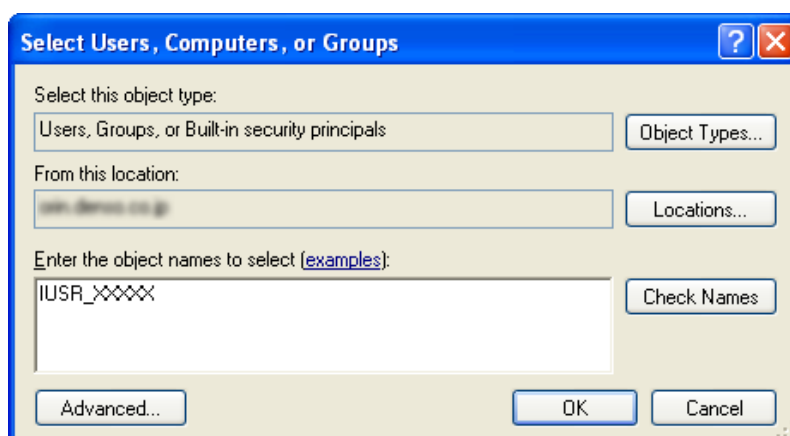 Select Users, Computers, or Groups
Select this object type:
Users, Groups, or Built-in security principals
Object Types...
From this location:
Locations...
Enter the object names to select (examples):
IUSR_XXXXX
Check Names
Advanced...
OK
Cancel